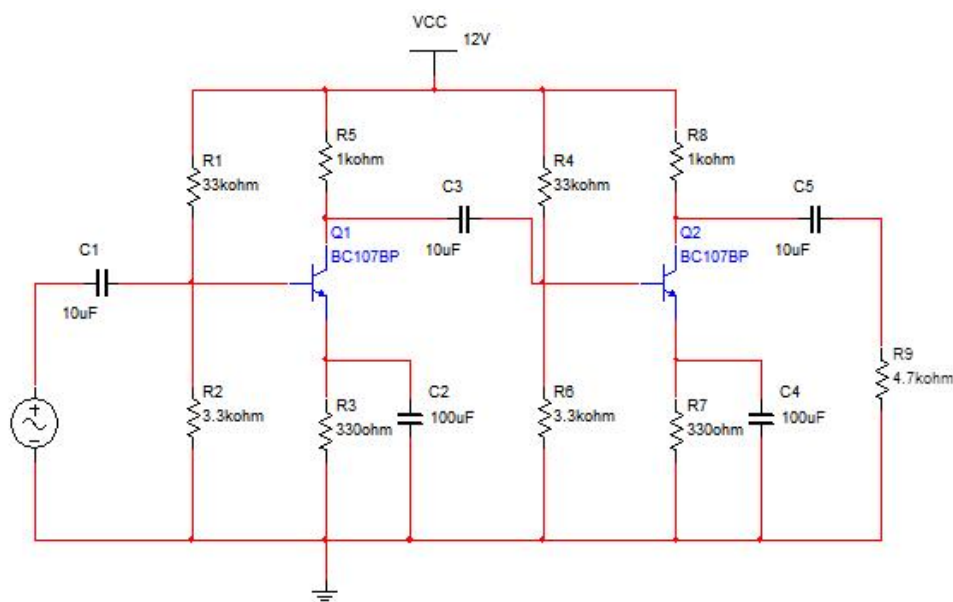 VCC
12V
R1
33kohm
R5
1kohm
R4
33kohm
R8
1kohm
C3
10uF
C5
10uF
Q1
BC107BP
Q2
BC107BP
C1
10uF
R2
3.3kohm
R3
330ohm
C2
100uF
R6
3.3kohm
R7
330ohm
C4
100uF
R9
4.7kohm